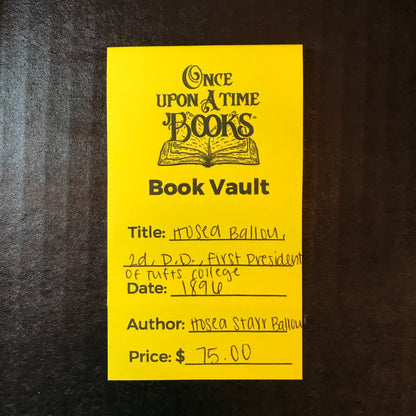 ONCE
UPON A TIME
BOOKS™
Book Vault
Title: Hosea Ballou,
2d, D.D., First President
of Tufts College
Date: 1896
Author: Hosea Starr Ballou
Price: $ 75.00